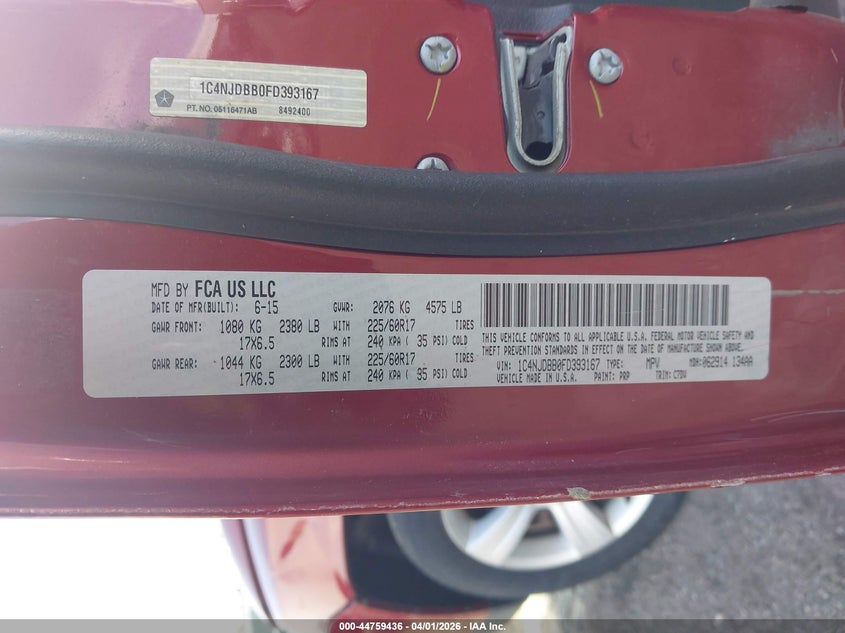 1C4NJDBB0FD393167
PT. NO. 05116471AB 8492400
MFD BY FCA US LLC
DATE OF MFR(BUILT): 6-15 GVWR: 2076 KG 4575 LB
GAWR FRONT: 1080 KG 2380 LB WITH 225/60R17 TIRES
17X6.5 RIMS AT 240 KPA ( 35 PSI) COLD
GAWR REAR: 1044 KG 2300 LB WITH 225/60R17 TIRES
17X6.5 RIMS AT 240 KPA ( 35 PSI) COLD
THIS VEHICLE CONFORMS TO ALL APPLICABLE U.S.A. FEDERAL MOTOR VEHICLE SAFETY AND
THEFT PREVENTION STANDARDS IN EFFECT ON THE DATE OF MANUFACTURE SHOWN ABOVE.
VIN: 1C4NJDBB0FD393167 TYPE: MPV MDH: 062914 134AA
VEHICLE MADE IN U.S.A. PAINT: PRP TRIM: C7DV
000-44759436 - 04/01/2026 - IAA Inc.